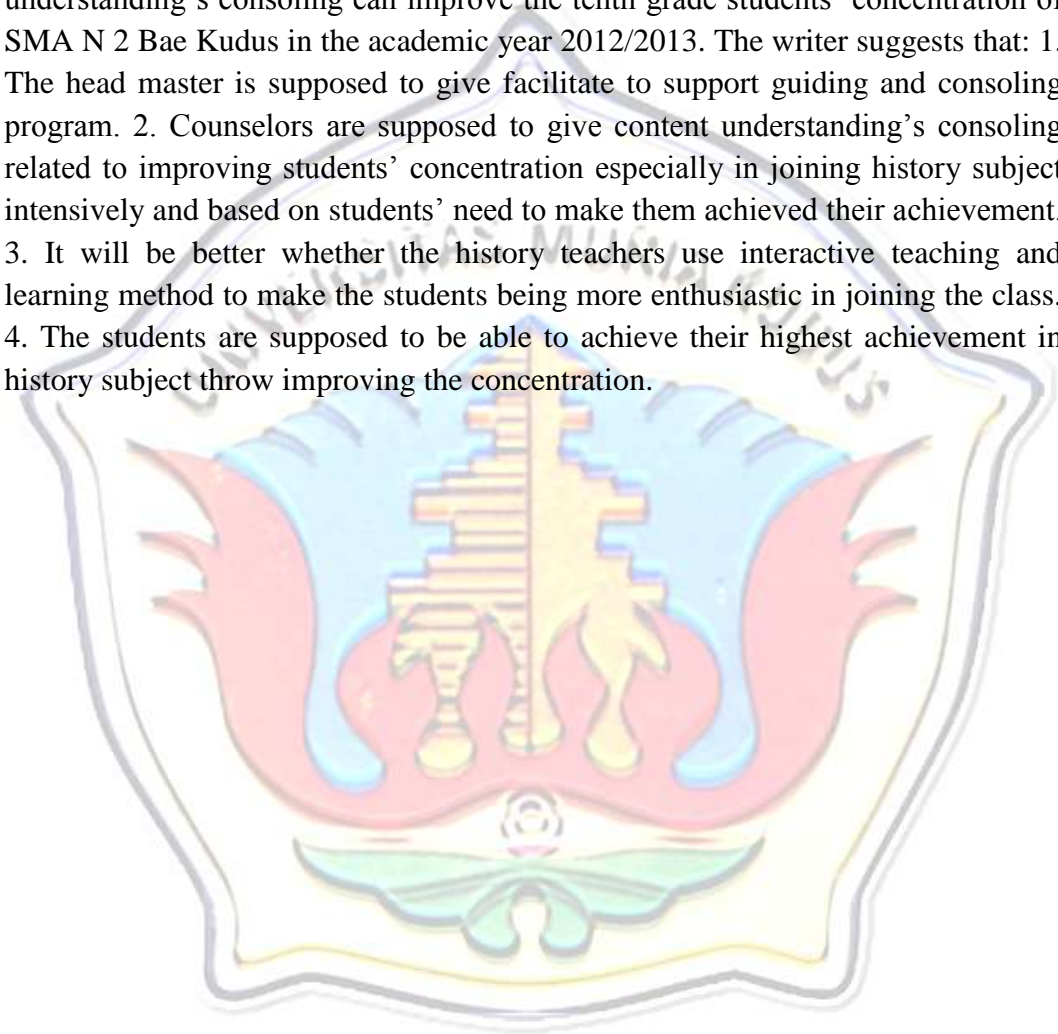 understanding's consoling can improve the tenth grade students' concentration of
SMA N 2 Bae Kudus in the academic year 2012/2013. The writer suggests that: 1.
The head master is supposed to give facilitate to support guiding and consoling
program. 2. Counselors are supposed to give content understanding's consoling
related to improving students' concentration especially in joining history subject
intensively and based on students' need to make them achieved their achievement.
3. It will be better whether the history teachers use interactive teaching and
learning method to make the students being more enthusiastic in joining the class.
4. The students are supposed to be able to achieve their highest achievement in
history subject throw improving the concentration.
UNIVERSITAS MURIA KUDUS